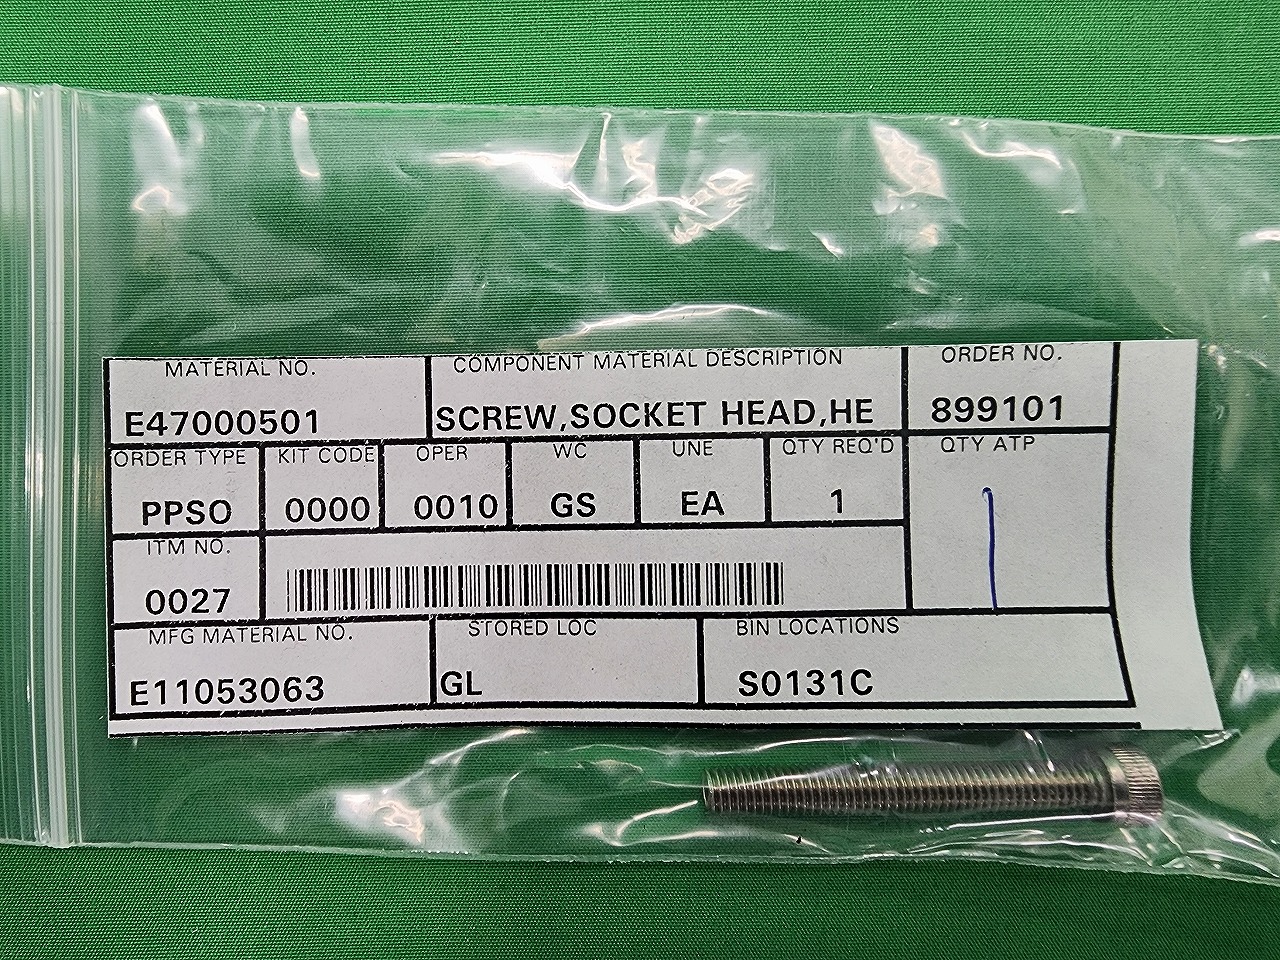 MATERIAL NO. COMPONENT MATERIAL DESCRIPTION ORDER NO.
E47000501 SCREW,SOCKET HEAD,HE 899101
ORDER TYPE KIT CODE OPER WC UNE QTY REQ'D QTY ATP
PPSO 0000 0010 GS EA 1 1
ITM NO.
0027
MFG MATERIAL NO. STORED LOC BIN LOCATIONS
E11053063 GL S0131C